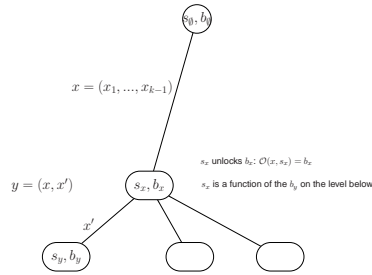 s_∅, b_∅
x = (x_1, ..., x_{k−1})
s_x unlocks b_x: 𝒪(x, s_x) = b_x
y = (x, x′)
s_x, b_x
s_x is a function of the b_y on the level below
x′
s_y, b_y